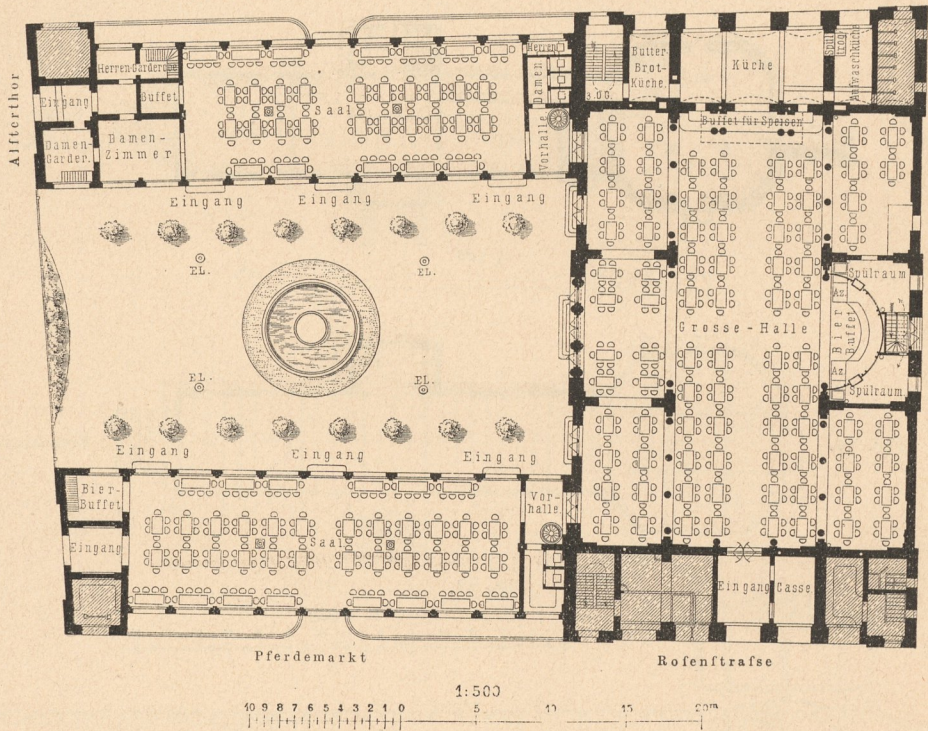 Alſterthor
Herren-Garderobe
Eingang
Buffet
Damen-
Garder.
Damen-
Zimmer
Saal
Herren
Damen
Vorhalle
Butter-
Brot-
Küche.
Küche
Aufwaschküche
Buffet für Speisen
Eingang
Eingang
Eingang
EL.
EL.
EL.
EL.
Grosse-Halle
Spülraum
Az.
Bier
Buffet
Az.
Spülraum
Eingang
Eingang
Eingang
Bier-
Buffet
Eingang
Saal
Vor-
halle.
Eingang
Casse
Pferdemarkt
Roſenſtraſse
1:500
10 9 8 7 6 5 4 3 2 1 0 5 10 15 20m